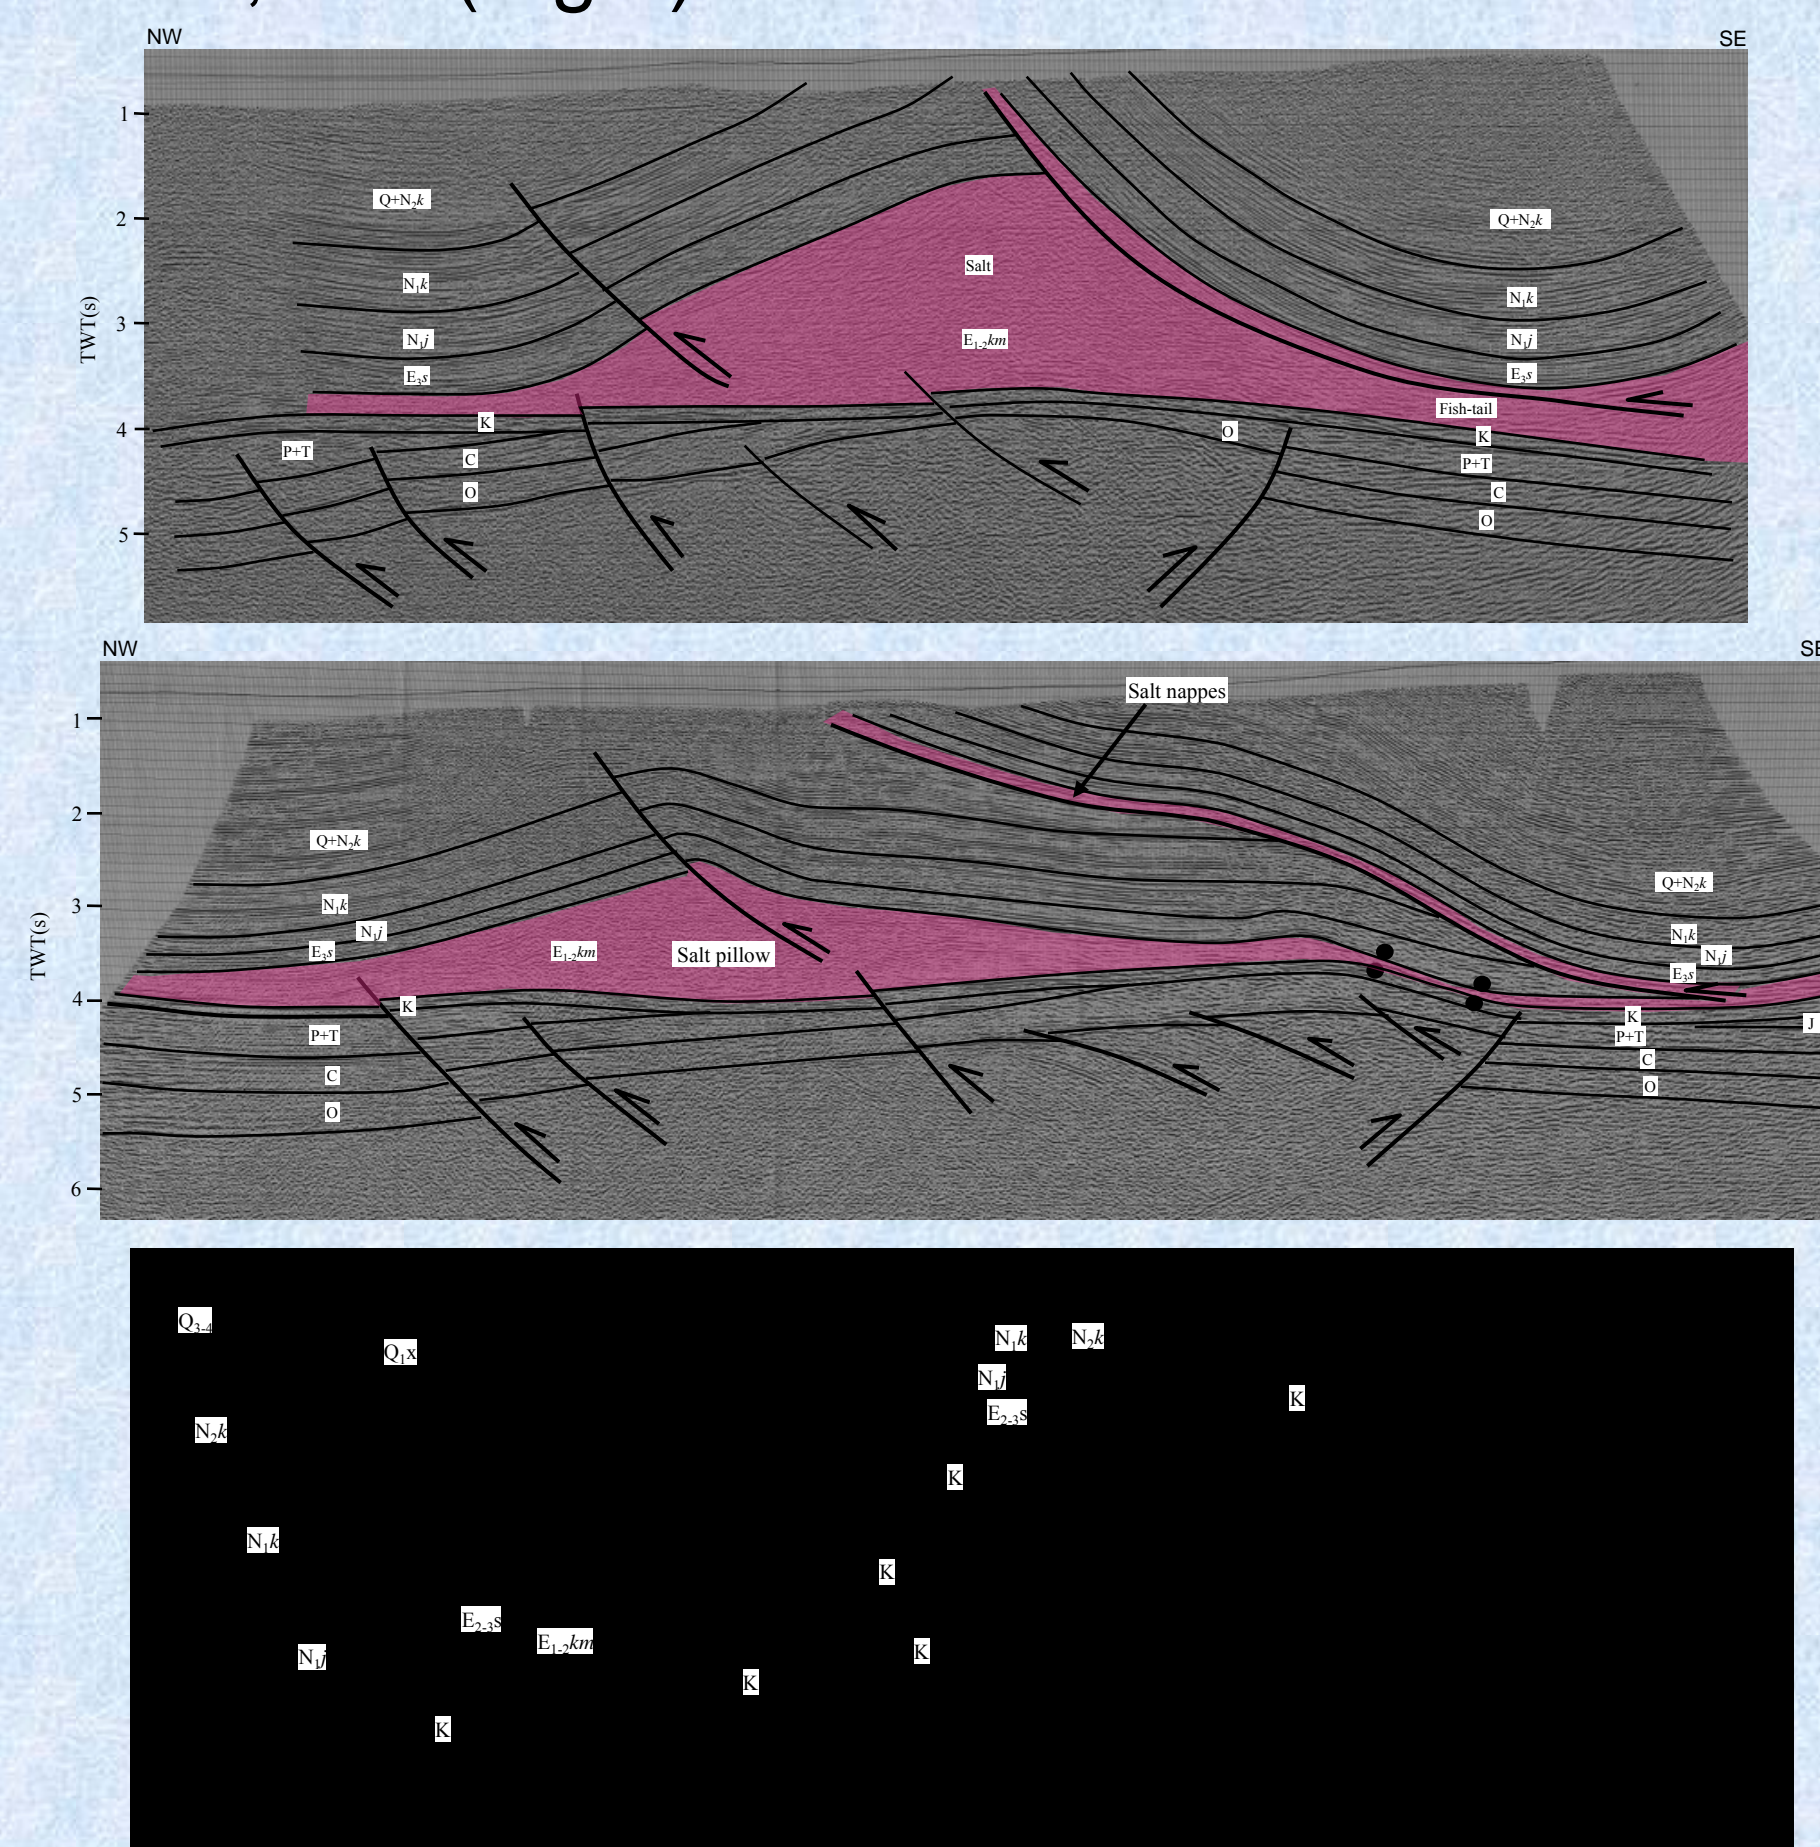 NW SE
1
Q+N₂k Q+N₂k
2
Salt
N₁k N₁k
TWT(s)
3
N₁j E₁₋₂km N₁j
E₃s E₃s
Fish-tail
K
4 O K
P+T C P+T
O C
O
5
NW SE
Salt nappes
1
2
Q+N₂k
Q+N₂k
3
N₁k
N₁j N₁k
TWT(s)
E₃s E₁₋₂km Salt pillow N₁j
E₃s
4 K K
J
P+T P+T
C C
O
5
O
6
Q₃₋₄
Q₁x N₁k N₂k
N₁j
K
E₂₋₃s
N₂k
K
N₁k
K
E₂₋₃s
E₁₋₂km
N₁j K
K
K